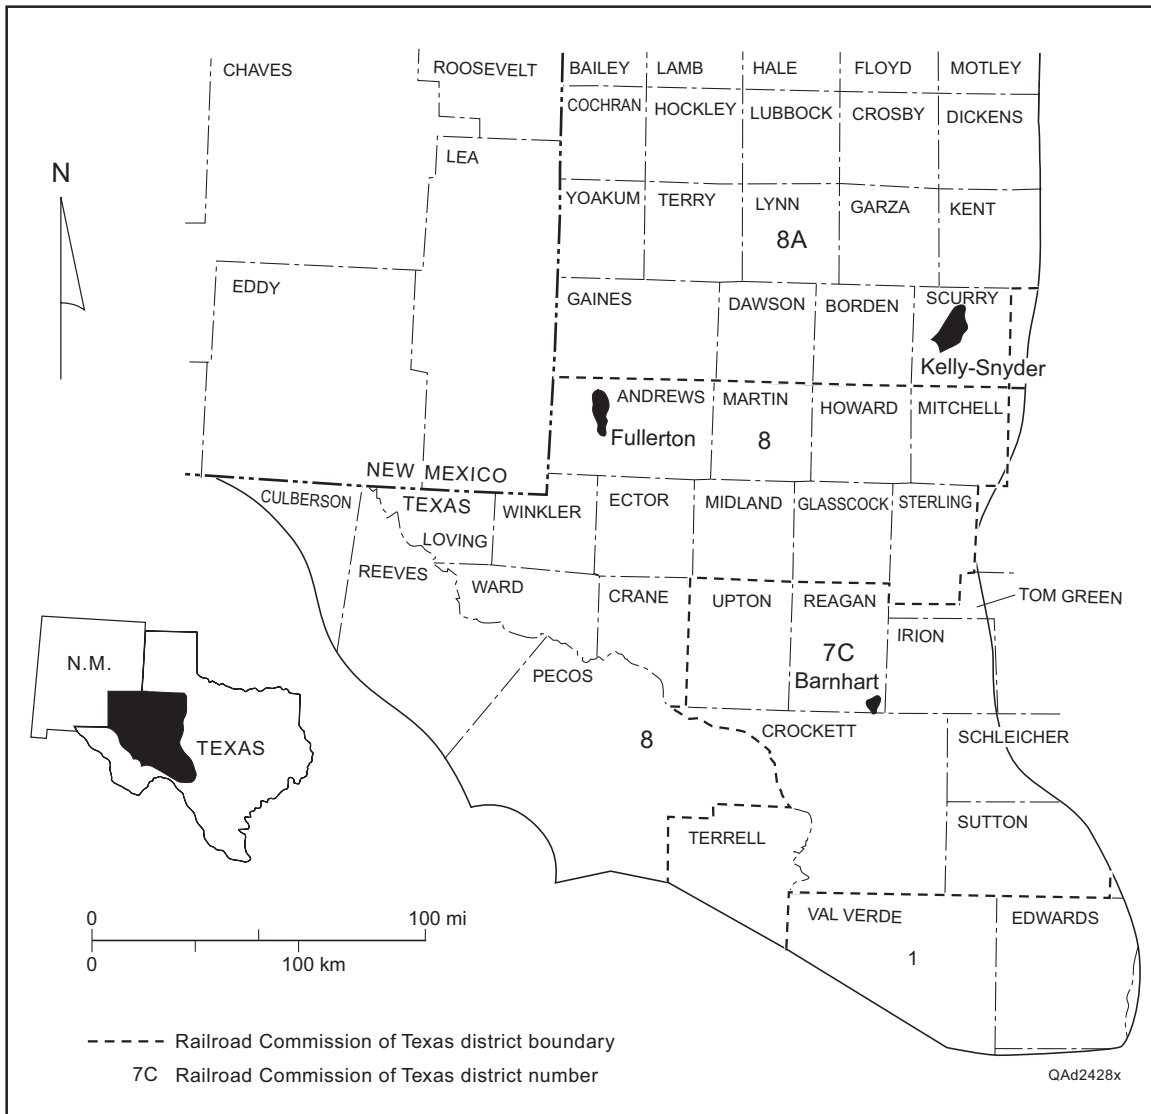 CHAVES
ROOSEVELT
BAILEY
LAMB
HALE
FLOYD
MOTLEY
COCHRAN
HOCKLEY
LUBBOCK
CROSBY
DICKENS
LEA
N
YOAKUM
TERRY
LYNN
GARZA
KENT
8A
EDDY
GAINES
DAWSON
BORDEN
SCURRY
Kelly-Snyder
ANDREWS
MARTIN
HOWARD
MITCHELL
Fullerton
8
NEW MEXICO
CULBERSON
TEXAS
WINKLER
ECTOR
MIDLAND
GLASSCOCK
STERLING
LOVING
REEVES
WARD
CRANE
UPTON
REAGAN
TOM GREEN
IRION
7C
Barnhart
N.M.
PECOS
CROCKETT
SCHLEICHER
TEXAS
8
SUTTON
TERRELL
VAL VERDE
EDWARDS
1
0
100 mi
0
100 km
Railroad Commission of Texas district boundary
7C Railroad Commission of Texas district number
QAd2428x